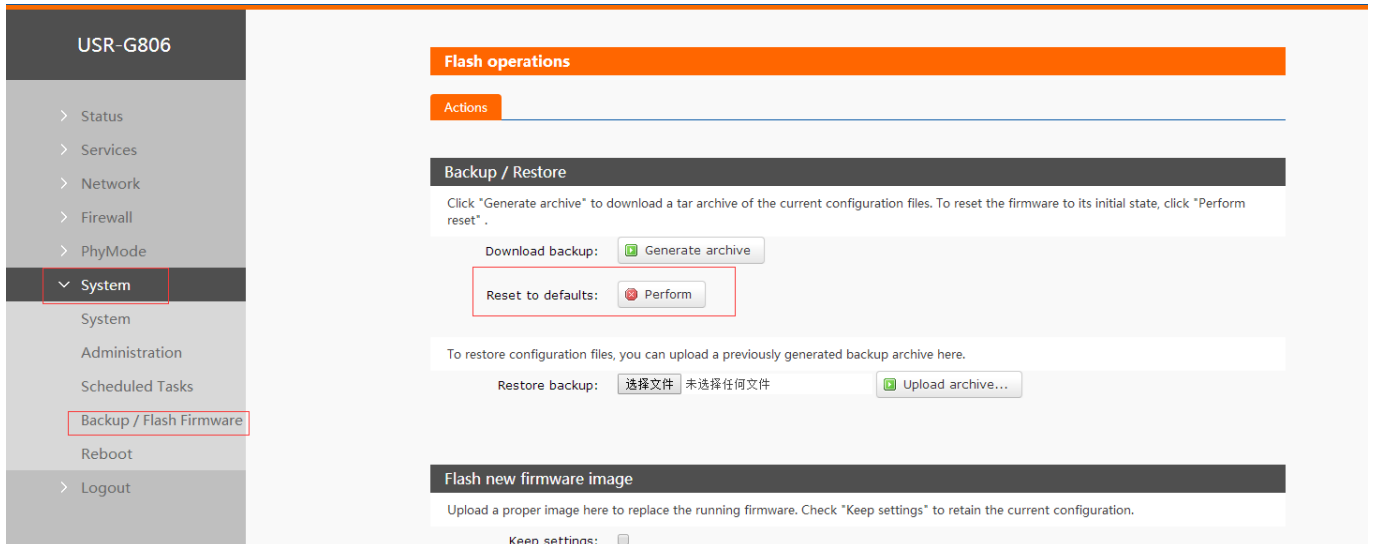 USR-G806
Status
Services
Network
Firewall
PhyMode
System
System
Administration
Scheduled Tasks
Backup / Flash Firmware
Reboot
Logout
Flash operations
Actions
Backup / Restore
Click "Generate archive" to download a tar archive of the current configuration files. To reset the firmware to its initial state, click "Perform
reset" .
Download backup: Generate archive
Reset to defaults: Perform
To restore configuration files, you can upload a previously generated backup archive here.
Restore backup: 选择文件 未选择任何文件 Upload archive...
Flash new firmware image
Upload a proper image here to replace the running firmware. Check "Keep settings" to retain the current configuration.
Keep settings: